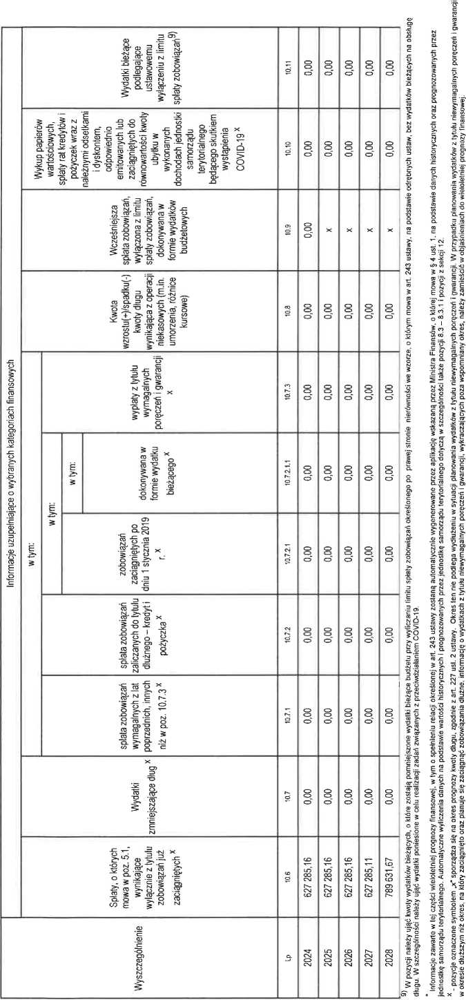 Informacje uzupełniające o wybranych kategoriach finansowych
w tym:
w tym:
w tym:
Wyszczególnienie
Spłaty, o których
mowa w poz. 5.1,
wynikające
wyłącznie z tytułu
zobowiązań już
zaciągniętych x
Wydatki
zmniejszające dług x
spłata zobowiązań
wymagalnych z lat
poprzednich, innych
niż w poz. 10.7.3 x
spłata zobowiązań
zaliczanych do tytułu
dłużnego – kredyt i
pożyczka x
zobowiązań
zaciągniętych po
dniu 1 stycznia 2019
r. x
dokonywana w
formie wydatku
bieżącego x
wypłaty z tytułu
wymagalnych
poręczeń i gwarancji
x
Kwota
wzrostu(+)/spadku(-)
kwoty długu
wynikająca z operacji
niekasowych (m.in.
umorzenia, różnice
kursowe)
Wcześniejsza
spłata zobowiązań,
wyłączona z limitu
spłaty zobowiązań,
dokonywana w
formie wydatków
budżetowych
Wykup papierów
wartościowych,
spłaty rat kredytów i
pożyczek wraz z
należnymi odsetkami
i dyskontem,
odpowiednio
emitowanych lub
zaciągniętych do
równowartości kwoty
ubytku w
wykonanych
dochodach jednostki
samorządu
terytorialnego
będącego skutkiem
wystąpienia
COVID-19 x
Wydatki bieżące
podlegające
ustawowemu
wyłączeniu z limitu
spłaty zobowiązań9)
Lp 10.6 10.7 10.7.1 10.7.2 10.7.2.1 10.7.2.1.1 10.7.3 10.8 10.9 10.10 10.11
2024 627 285,16 0,00 0,00 0,00 0,00 0,00 0,00 0,00 0,00 0,00 0,00
2025 627 285,16 0,00 0,00 0,00 0,00 0,00 0,00 0,00 x 0,00 0,00
2026 627 285,16 0,00 0,00 0,00 0,00 0,00 0,00 0,00 x 0,00 0,00
2027 627 285,11 0,00 0,00 0,00 0,00 0,00 0,00 0,00 x 0,00 0,00
2028 789 631,67 0,00 0,00 0,00 0,00 0,00 0,00 0,00 x 0,00 0,00
9) W pozycji należy ująć kwoty wydatków bieżących, o które zostają pomniejszone wydatki bieżące budżetu przy wyliczaniu limitu spłaty zobowiązań określonego po prawej stronie nierówności we wzorze, o którym mowa w art. 243 ustawy, na podstawie odrębnych ustaw, bez wydatków bieżących na obsługę
długu. W szczególności należy ująć wydatki poniesione w celu realizacji zadań związanych z przeciwdziałaniem COVID-19.
* Informacje zawarte w tej części wieloletniej prognozy finansowej, w tym o spełnieniu relacji określonej w art. 243 ustawy zostaną automatycznie wygenerowane przez aplikację wskazaną przez Ministra Finansów, o której mowa w § 4 ust. 1, na podstawie danych historycznych oraz prognozowanych przez
jednostkę samorządu terytorialnego. Automatyczne wyliczenia danych na podstawie wartości historycznych i prognozowanych przez jednostkę samorządu terytorialnego dotyczą w szczególności także pozycji 8.3 – 8.3.1 i pozycji z sekcji 12.
x - pozycje oznaczone symbolem „x" sporządza się na okres prognozy kwoty długu, zgodnie z art. 227 ust. 2 ustawy. Okres ten nie podlega wydłużeniu w sytuacji planowania wydatków z tytułu niewymagalnych poręczeń i gwarancji. W przypadku planowania wydatków z tytułu niewymagalnych poręczeń i gwarancji
w okresie dłuższym niż okres, na który zaciągnięto oraz planuje się zaciągnąć zobowiązania dłużne, informację o wydatkach z tytułu niewymagalnych poręczeń i gwarancji, wykraczających poza wspomniany okres, należy zamieścić w objaśnieniach do wieloletniej prognozy finansowej.